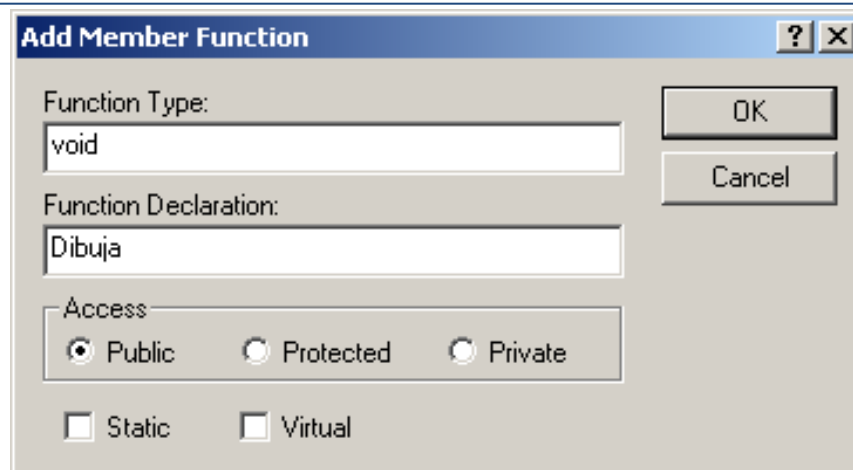 Add Member Function
Function Type:
OK
void
Cancel
Function Declaration:
Dibuja
Access
Public Protected Private
Static Virtual